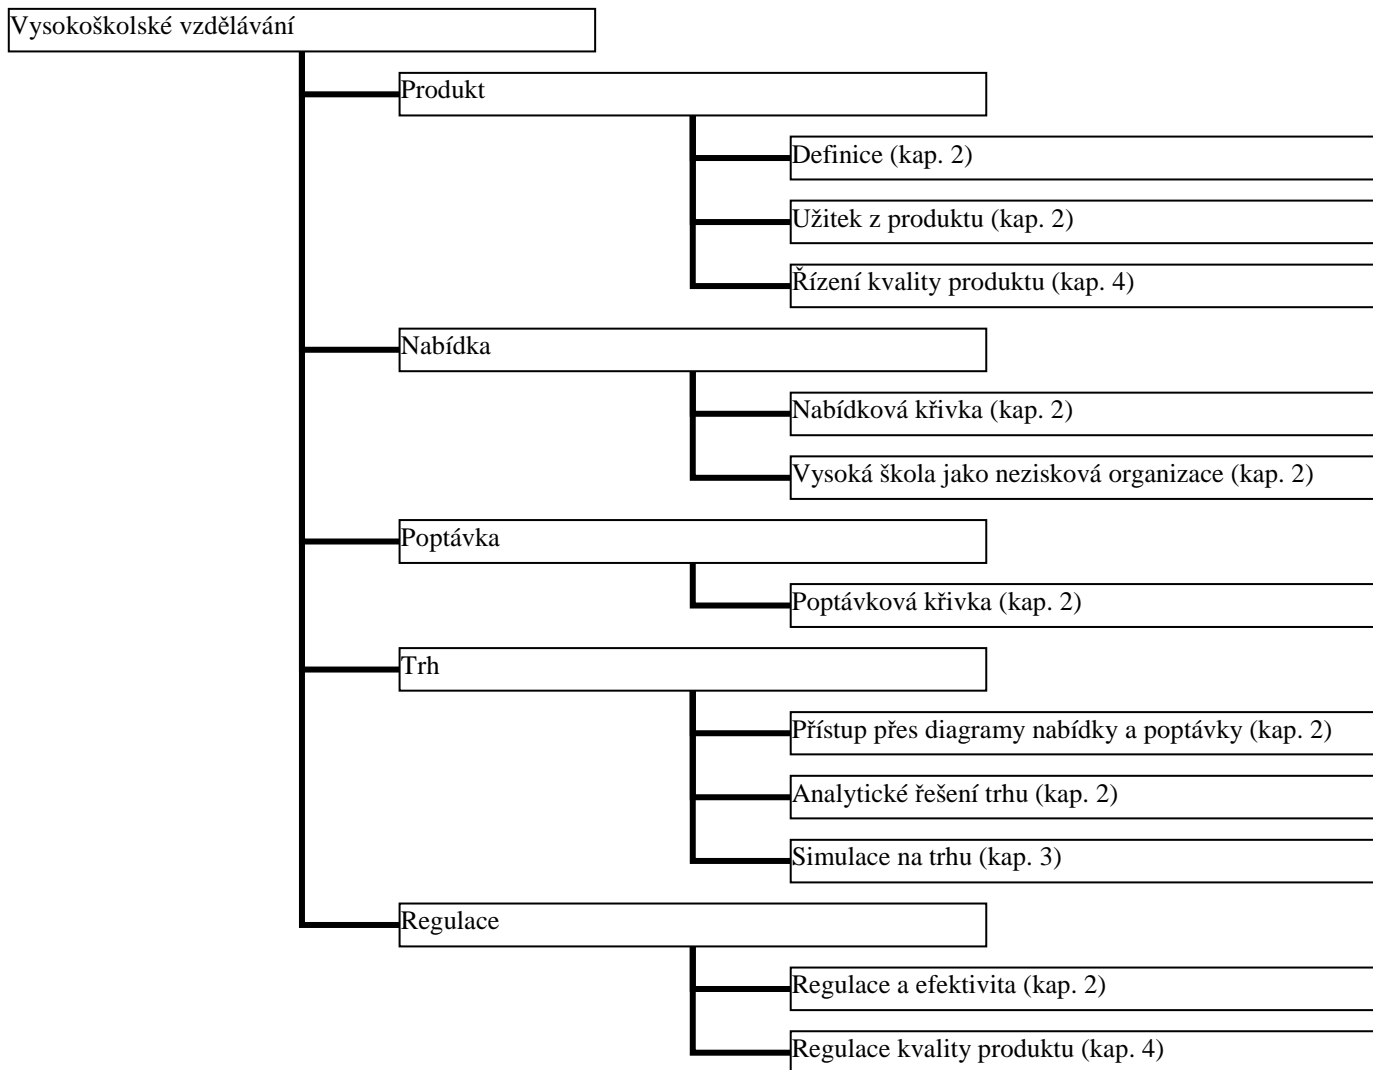 Vysokoškolské vzdělávání
Produkt
Definice (kap. 2)
Užitek z produktu (kap. 2)
Řízení kvality produktu (kap. 4)
Nabídka
Nabídková křivka (kap. 2)
Vysoká škola jako nezisková organizace (kap. 2)
Poptávka
Poptávková křivka (kap. 2)
Trh
Přístup přes diagramy nabídky a poptávky (kap. 2)
Analytické řešení trhu (kap. 2)
Simulace na trhu (kap. 3)
Regulace
Regulace a efektivita (kap. 2)
Regulace kvality produktu (kap. 4)